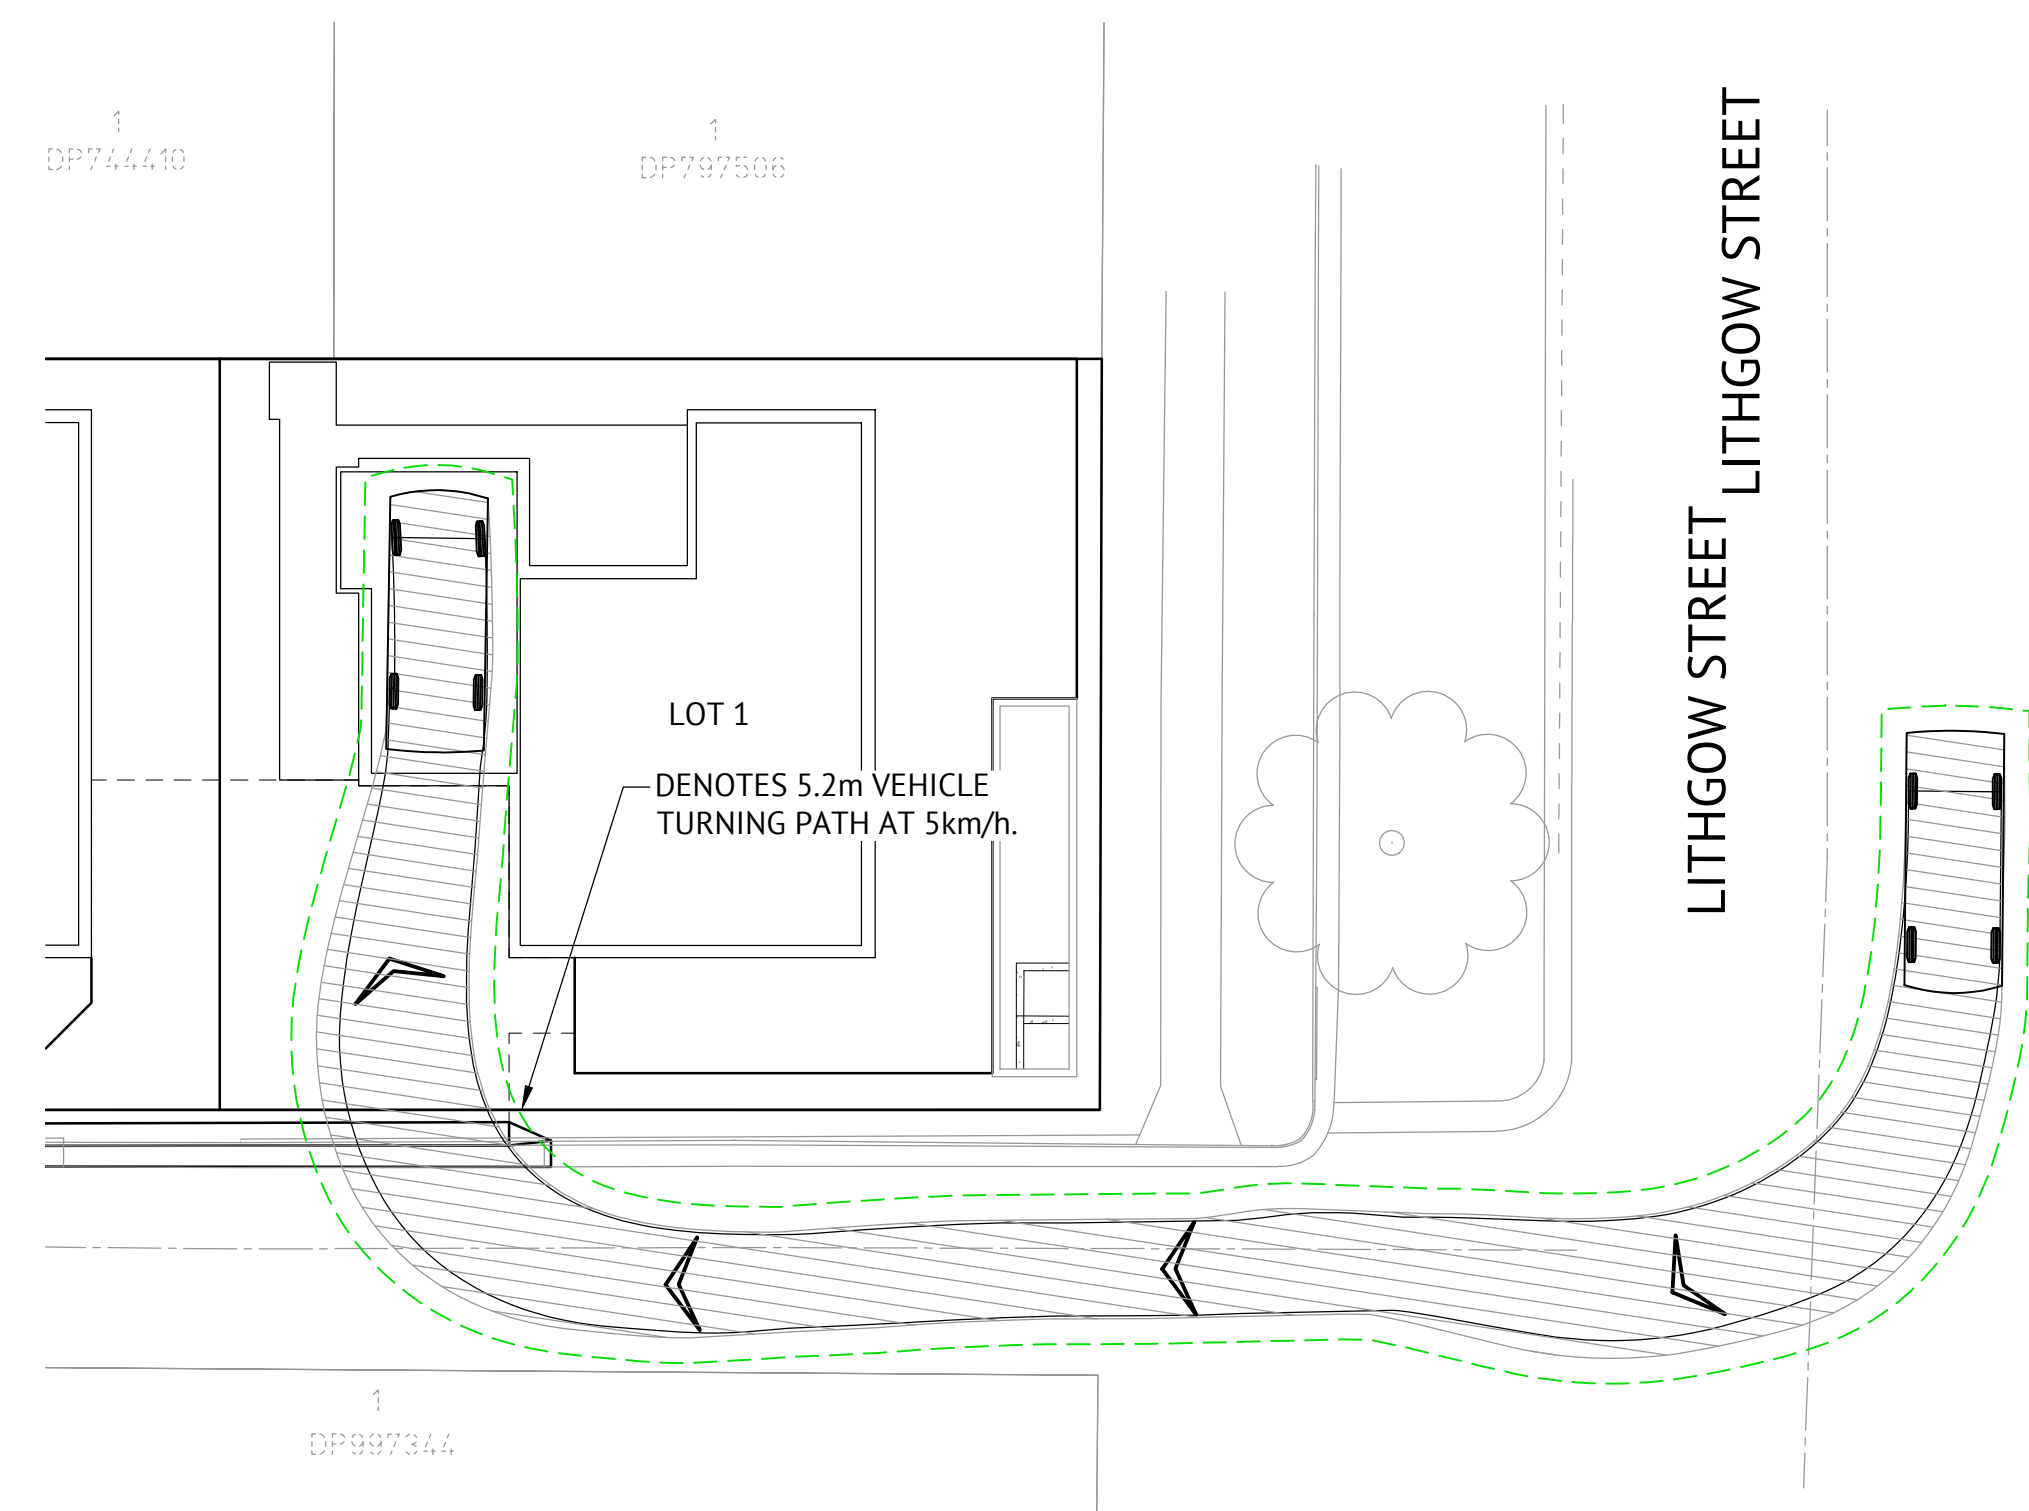 1
DP744410
1
DP797506
LITHGOW STREET
LITHGOW STREET
LOT 1
DENOTES 5.2m VEHICLE
TURNING PATH AT 5km/h.
1
DP997344